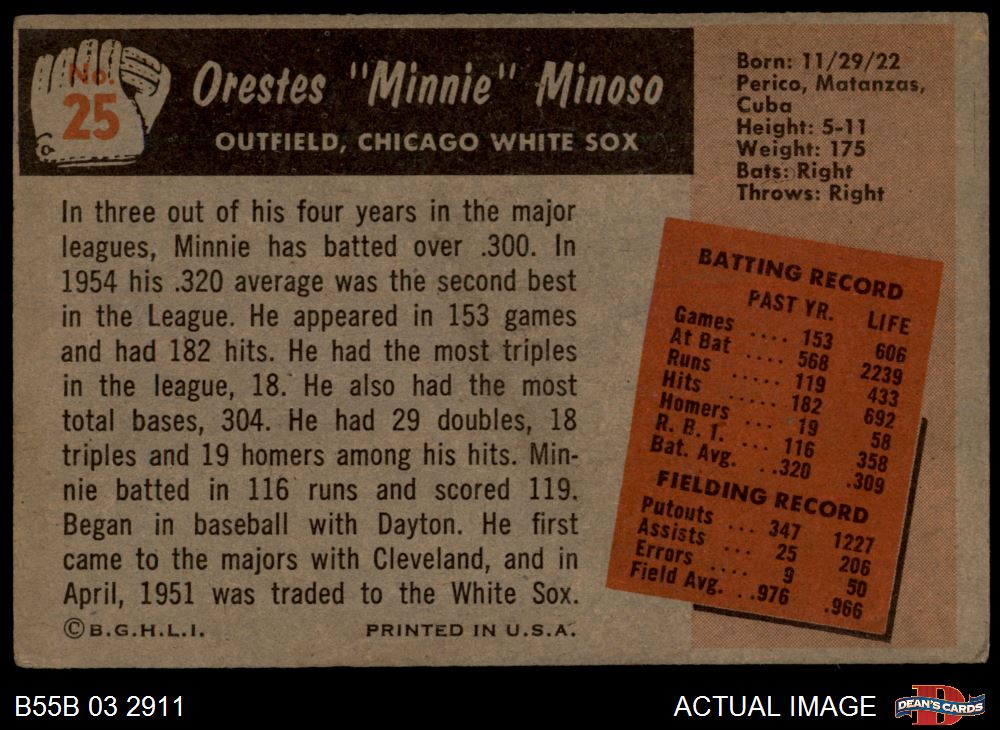 No.
25
Orestes "Minnie" Minoso
OUTFIELD, CHICAGO WHITE SOX
Born: 11/29/22
Perico, Matanzas,
Cuba
Height: 5-11
Weight: 175
Bats: Right
Throws: Right
In three out of his four years in the major
leagues, Minnie has batted over .300. In
1954 his .320 average was the second best
in the League. He appeared in 153 games
and had 182 hits. He had the most triples
in the league, 18. He also had the most
total bases, 304. He had 29 doubles, 18
triples and 19 homers among his hits. Min-
nie batted in 116 runs and scored 119.
Began in baseball with Dayton. He first
came to the majors with Cleveland, and in
April, 1951 was traded to the White Sox.
© B.G.H.L.I. PRINTED IN U.S.A.
BATTING RECORD
PAST YR. LIFE
Games .... 153 606
At Bat .... 568 2239
Runs ..... 119 433
Hits ..... 182 692
Homers ... 19 58
R. B. I. ... 116 358
Bat. Avg. ..320 .309
FIELDING RECORD
Putouts ... 347 1227
Assists ... 25 206
Errors .... 9 50
Field Avg. ..976 .966
B55B 03 2911
ACTUAL IMAGE
D
DEAN'S CARDS